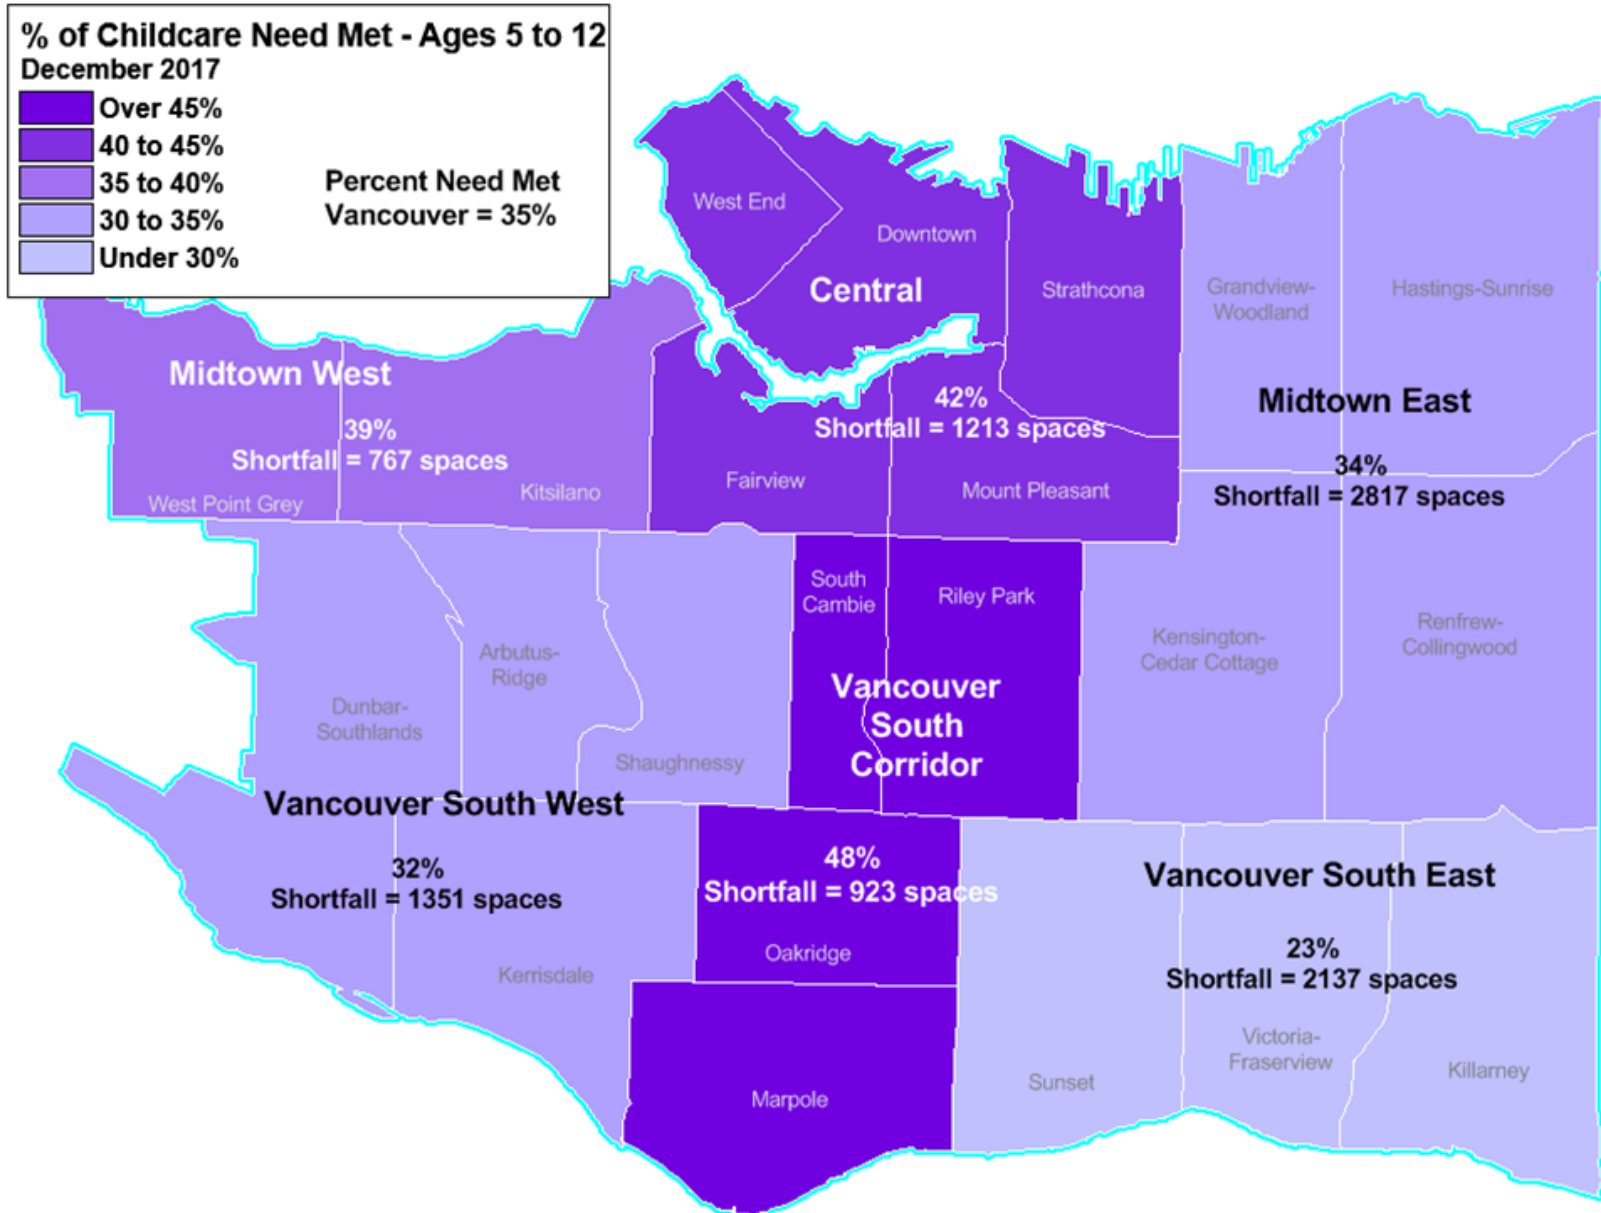 % of Childcare Need Met - Ages 5 to 12
December 2017
Over 45%
40 to 45%
35 to 40%
30 to 35%
Under 30%
Percent Need Met
Vancouver = 35%
West End
Downtown
Central
Strathcona
Grandview-
Woodland
Hastings-Sunrise
Midtown West
39%
Shortfall = 767 spaces
West Point Grey
Kitsilano
42%
Shortfall = 1213 spaces
Fairview
Mount Pleasant
Midtown East
34%
Shortfall = 2817 spaces
South
Cambie
Riley Park
Kensington-
Cedar Cottage
Renfrew-
Collingwood
Arbutus-
Ridge
Dunbar-
Southlands
Shaughnessy
Vancouver
South
Corridor
Vancouver South West
32%
Shortfall = 1351 spaces
Kerrisdale
48%
Shortfall = 923 spaces
Oakridge
Marpole
Vancouver South East
23%
Shortfall = 2137 spaces
Sunset
Victoria-
Fraserview
Killarney